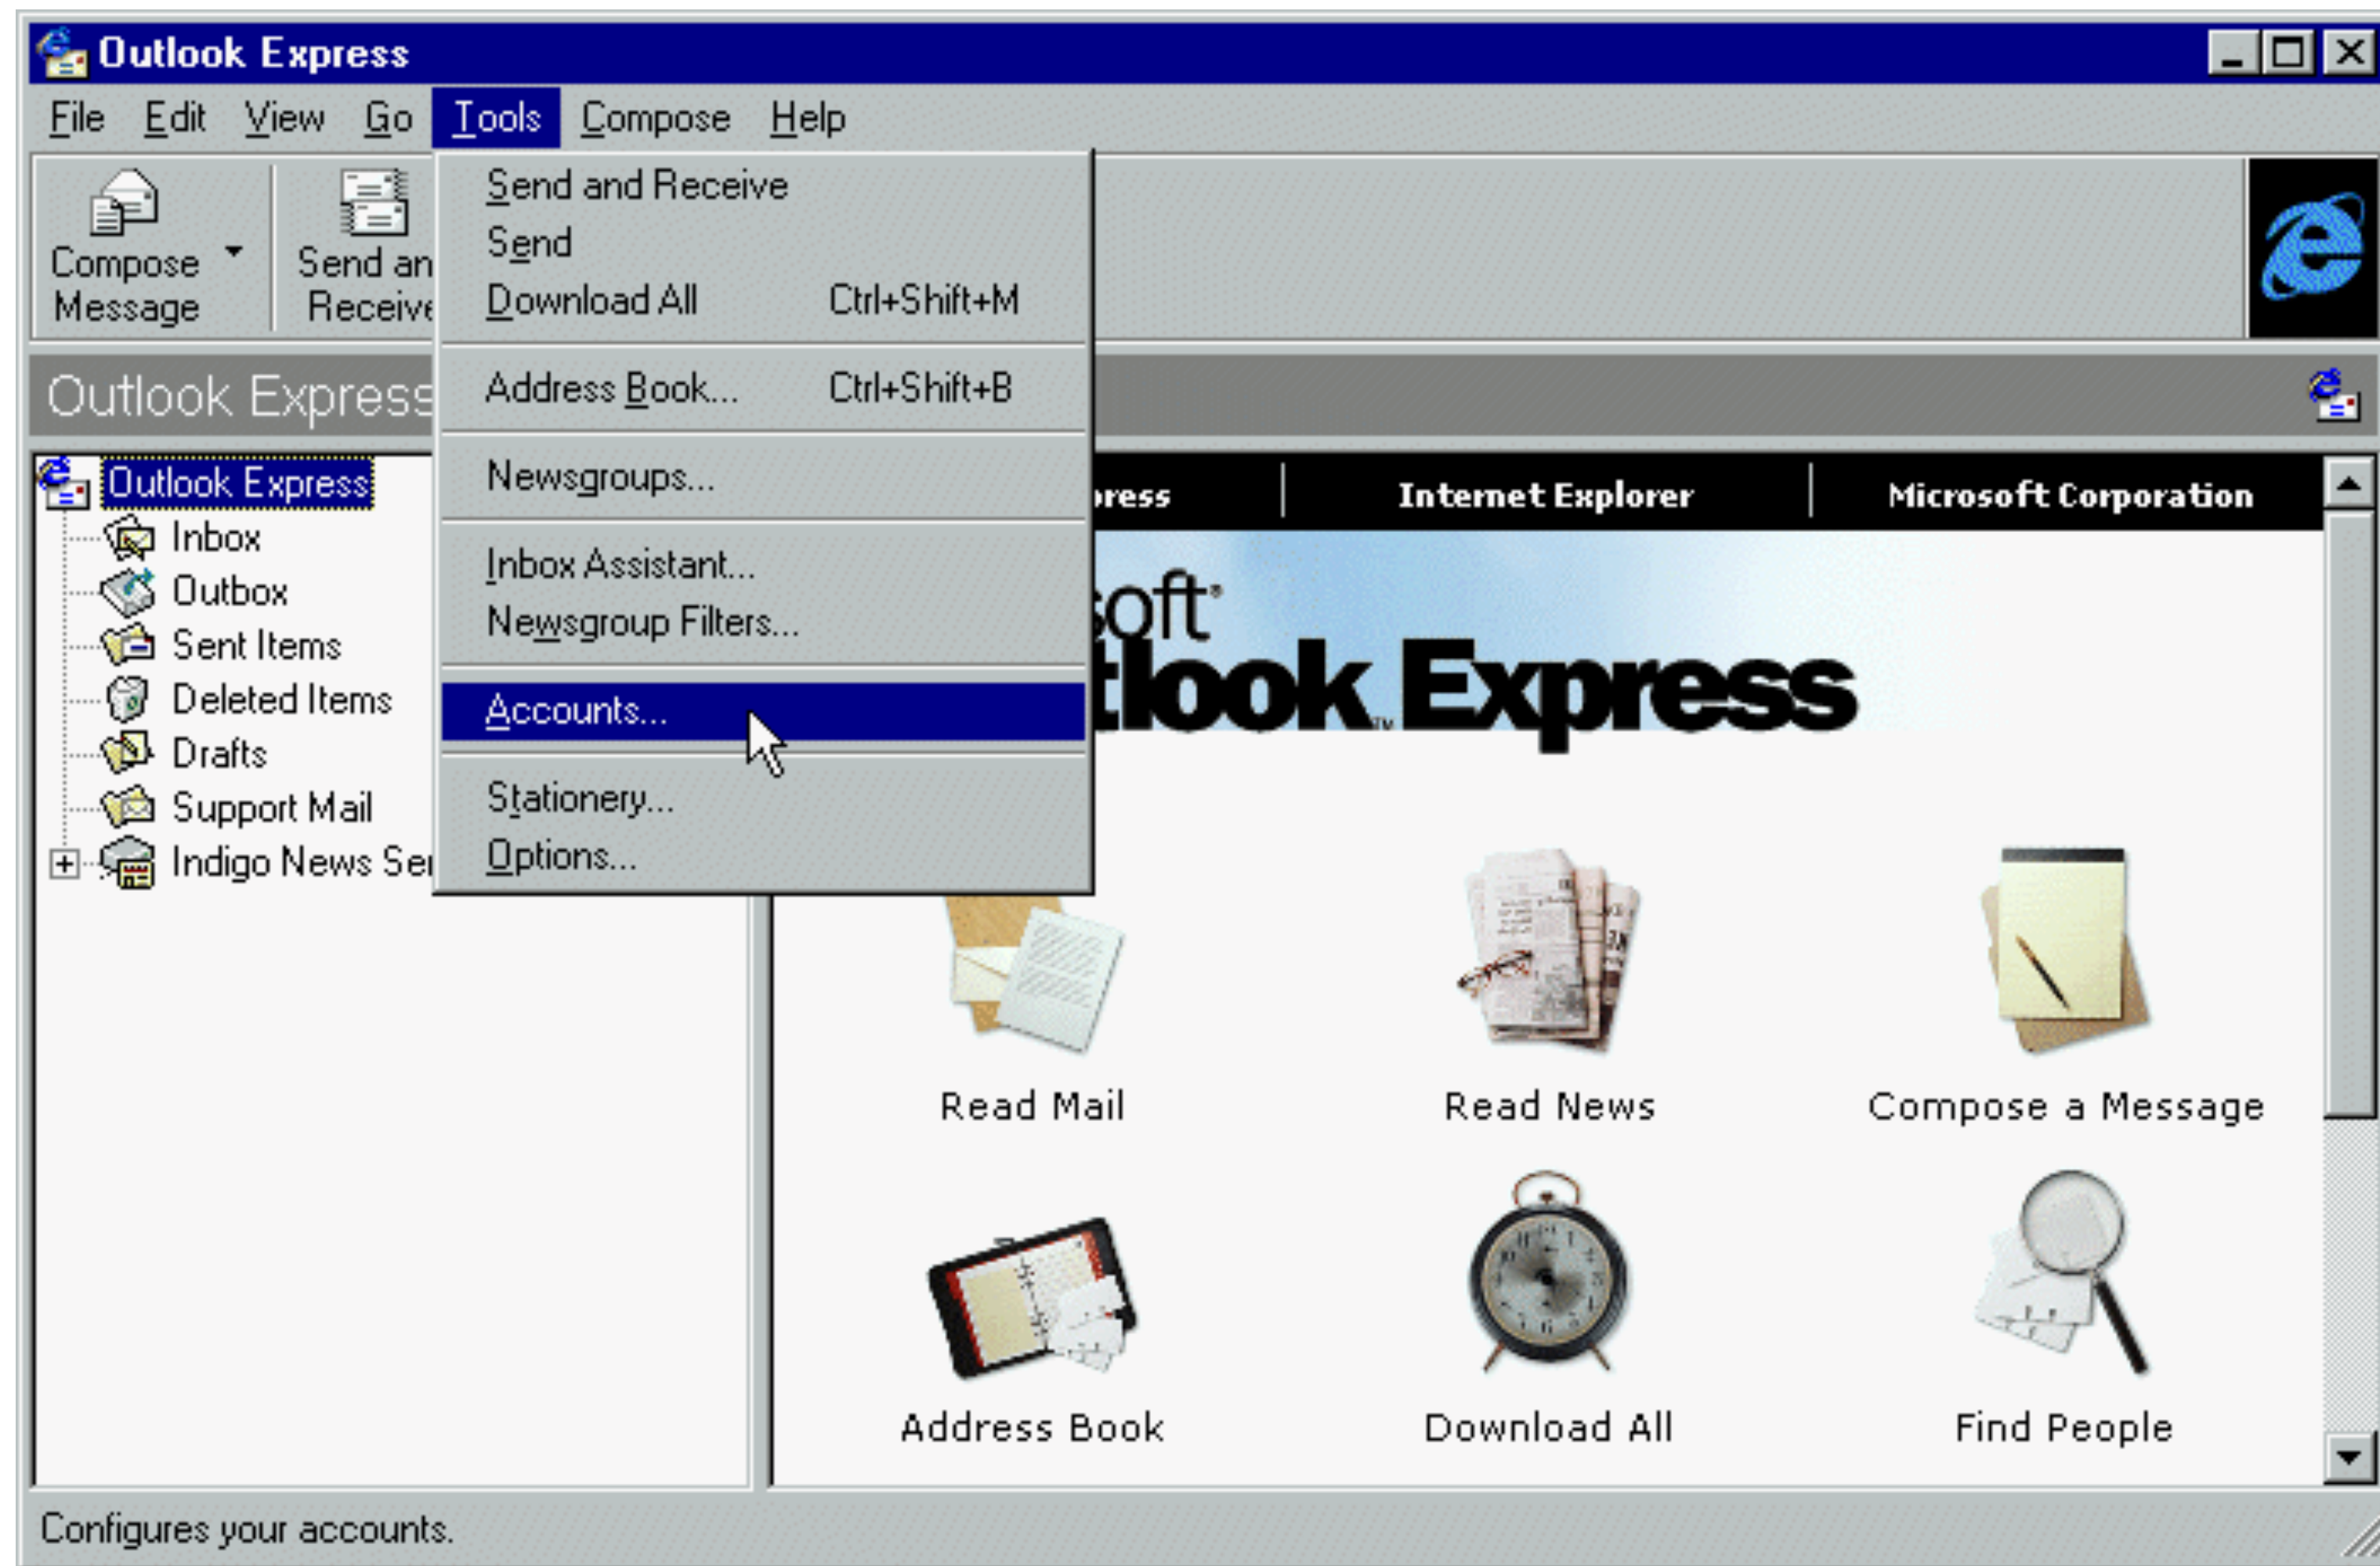 Outlook Express
File Edit View Go Tools Compose Help
Compose
Message
Send an
Receive
Send and Receive
Send
Download All Ctrl+Shift+M
Address Book... Ctrl+Shift+B
Newsgroups...
Inbox Assistant...
Newsgroup Filters...
Accounts...
Stationery...
Options...
Outlook Express
Outlook Express
Inbox
Outbox
Sent Items
Deleted Items
Drafts
Support Mail
Indigo News Ser
press Internet Explorer Microsoft Corporation
soft
tlook Express
Read Mail Read News Compose a Message
Address Book Download All Find People
Configures your accounts.